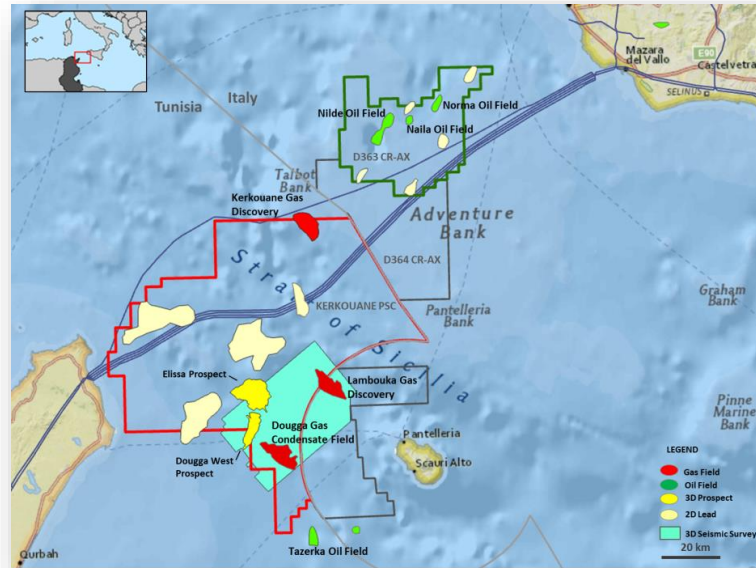 E90
Mazara
del Vallo
Castelvetra
SELINUS
Italy
Tunisia
Nilde Oil Field
Norma Oil Field
Naila Oil Field
D363 CR-AX
Talbot
Bank
Kerkouane Gas
Discovery
Adventure
Bank
D364 CR-AX
Strait of Sicilia
KERKOUANE PSC
Pantelleria
Bank
Graham
Bank
Elissa Prospect
Lambouka Gas
Discovery
Pinne
Marine
Bank
Dougga Gas
Condensate Field
Dougga West
Prospect
Pantelleria
Scauri Alto
LEGEND
Gas Field
Oil Field
3D Prospect
2D Lead
3D Seismic Survey
20 km
Tazerka Oil Field
Qurbah